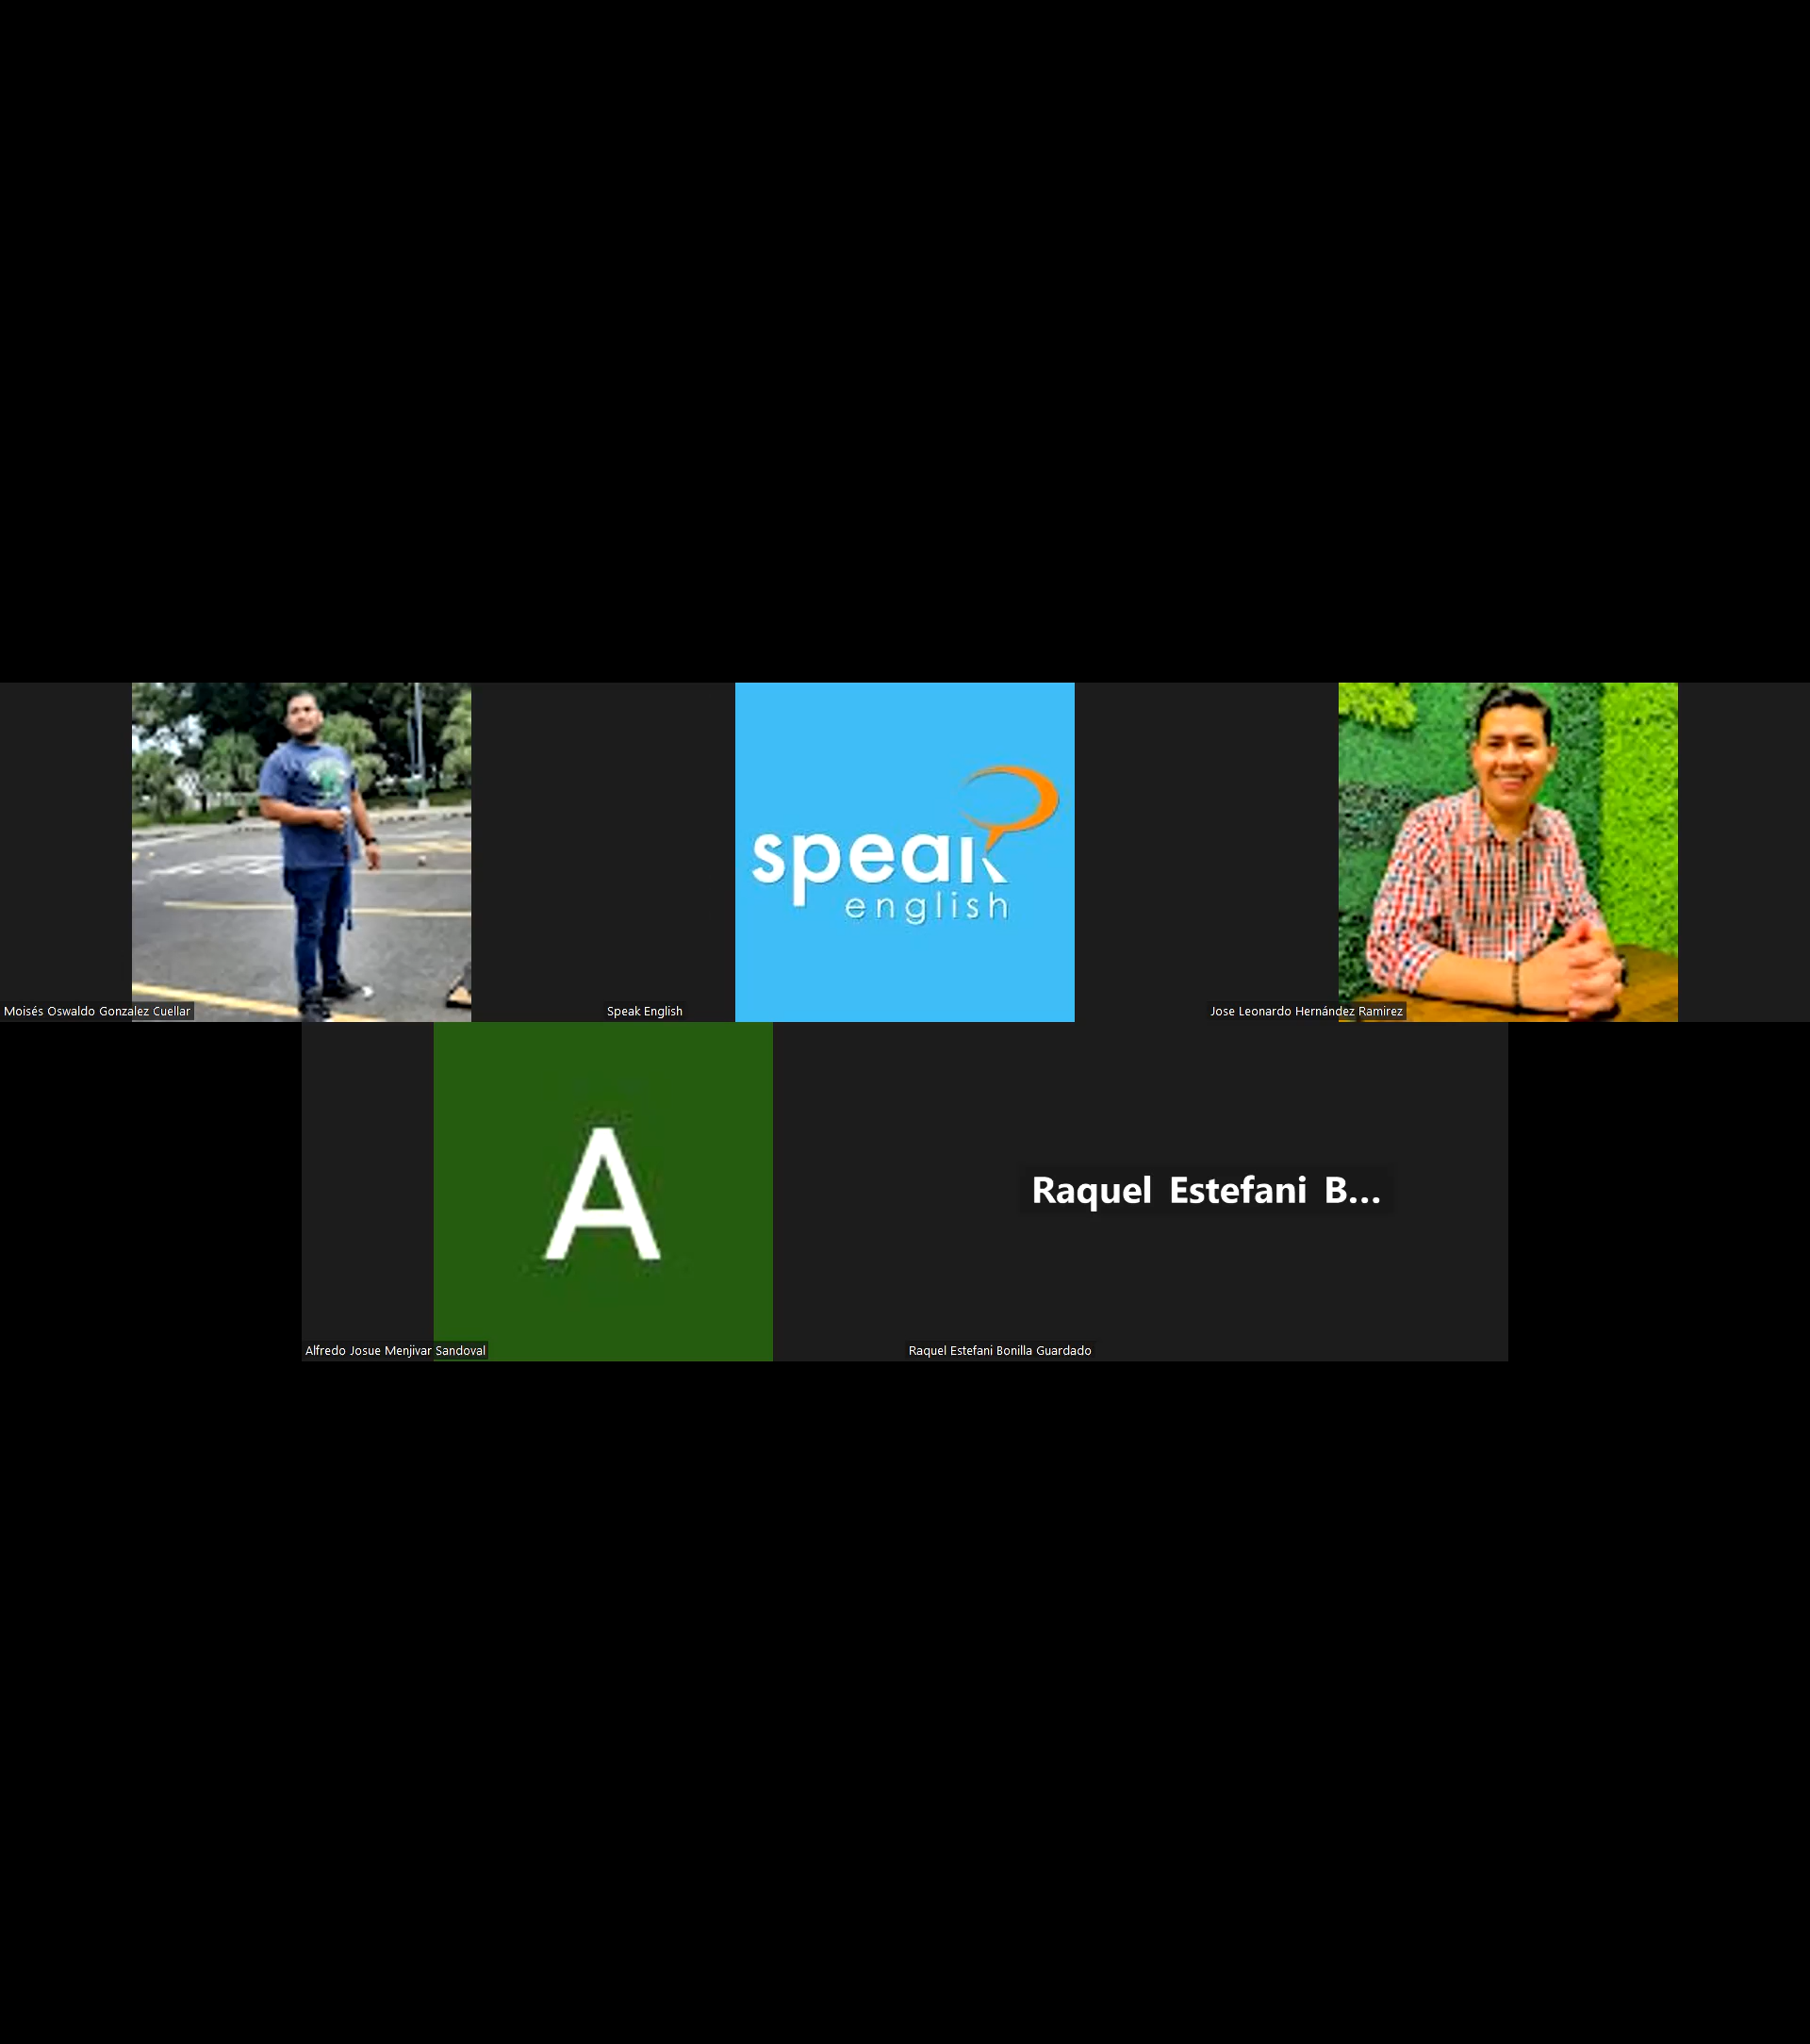 speak
english
Moisés Oswaldo Gonzalez Cuellar
Speak English
Jose Leonardo Hernández Ramirez
A
Raquel Estefani B...
Alfredo Josue Menjivar Sandoval
Raquel Estefani Bonilla Guardado